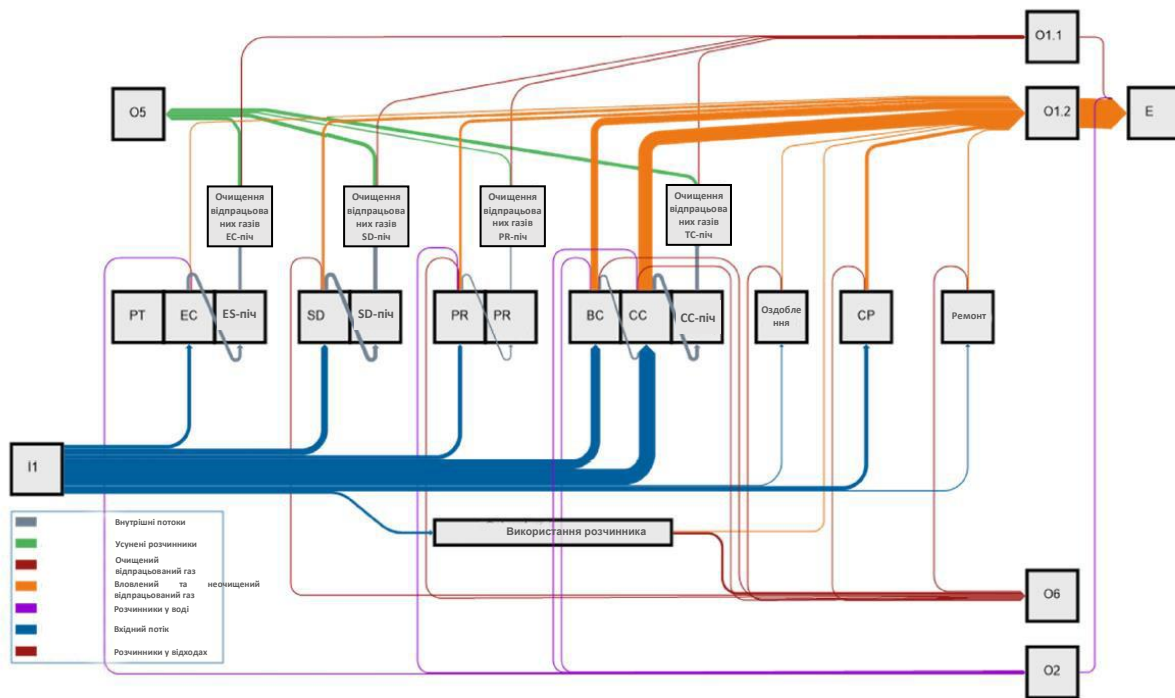 O1.1
O5
O1.2
E
Очищення
відпрацьова
них газів
EC-піч
Очищення
відпрацьова
них газів
SD-піч
Очищення
відпрацьова
них газів
PR-піч
Очищення
відпрацьова
них газів
TC-піч
PT
EC
ES-піч
SD
SD-піч
PR
PR
BC
CC
CC-піч
Оздобле
ння
CP
Ремонт
I1
Використання розчинника
Внутрішні потоки
Усунені розчинники
Очищений
відпрацьований газ
Вловлений та неочищений
відпрацьований газ
Розчинники у воді
Вхідний потік
Розчинники у відходах
O6
O2